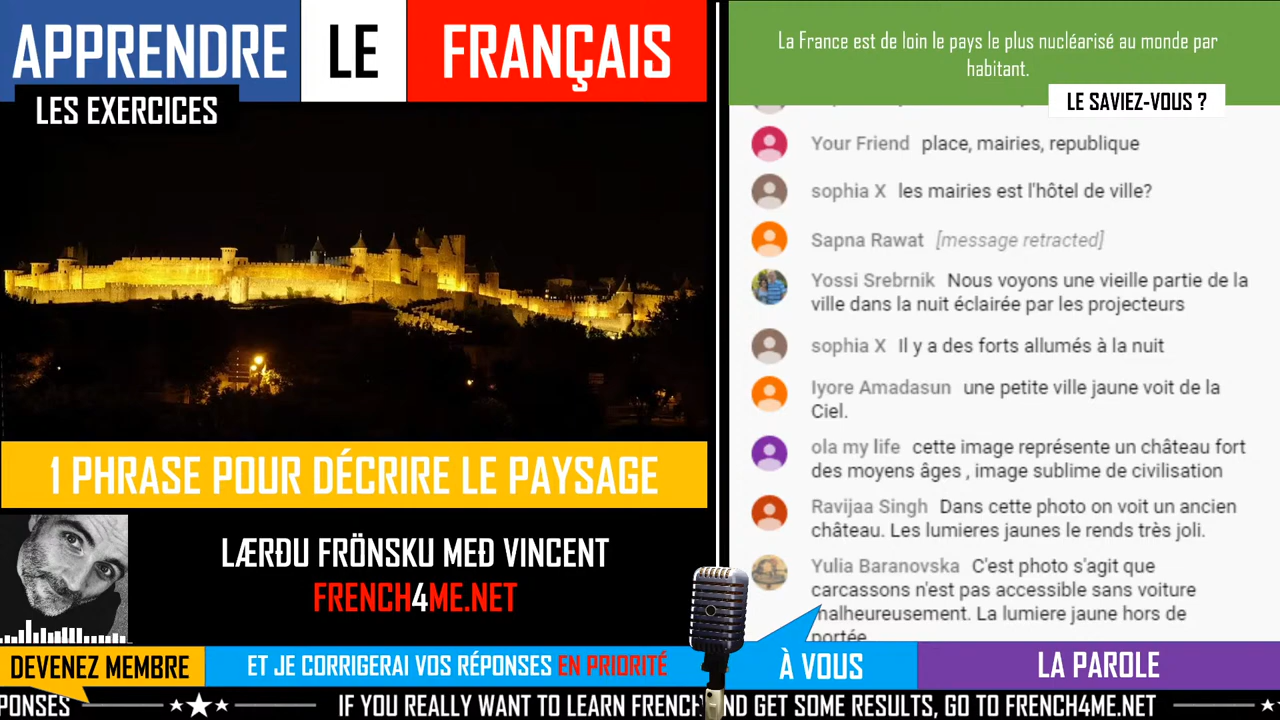 APPRENDRE LE FRANÇAIS
LES EXERCICES
1 PHRASE POUR DÉCRIRE LE PAYSAGE
LÆRÐU FRÖNSKU MEÐ VINCENT
FRENCH4ME.NET
DEVENEZ MEMBRE
ET JE CORRIGERAI VOS RÉPONSES EN PRIORITÉ
La France est de loin le pays le plus nucléarisé au monde par
habitant.
LE SAVIEZ-VOUS ?
Your Friend place, mairies, republique
sophia X les mairies est l'hôtel de ville?
Sapna Rawat [message retracted]
Yossi Srebrnik Nous voyons une vieille partie de la
ville dans la nuit éclairée par les projecteurs
sophia X Il y a des forts allumés à la nuit
Iyore Amadasun une petite ville jaune voit de la
Ciel.
ola my life cette image représente un château fort
des moyens âges , image sublime de civilisation
Ravijaa Singh Dans cette photo on voit un ancien
château. Les lumieres jaunes le rends très joli.
Yulia Baranovska C'est photo s'agit que
carcassons n'est pas accessible sans voiture
malheureusement. La lumiere jaune hors de
portée
À VOUS
LA PAROLE
PONSES IF YOU REALLY WANT TO LEARN FRENCH AND GET SOME RESULTS, GO TO FRENCH4ME.NET